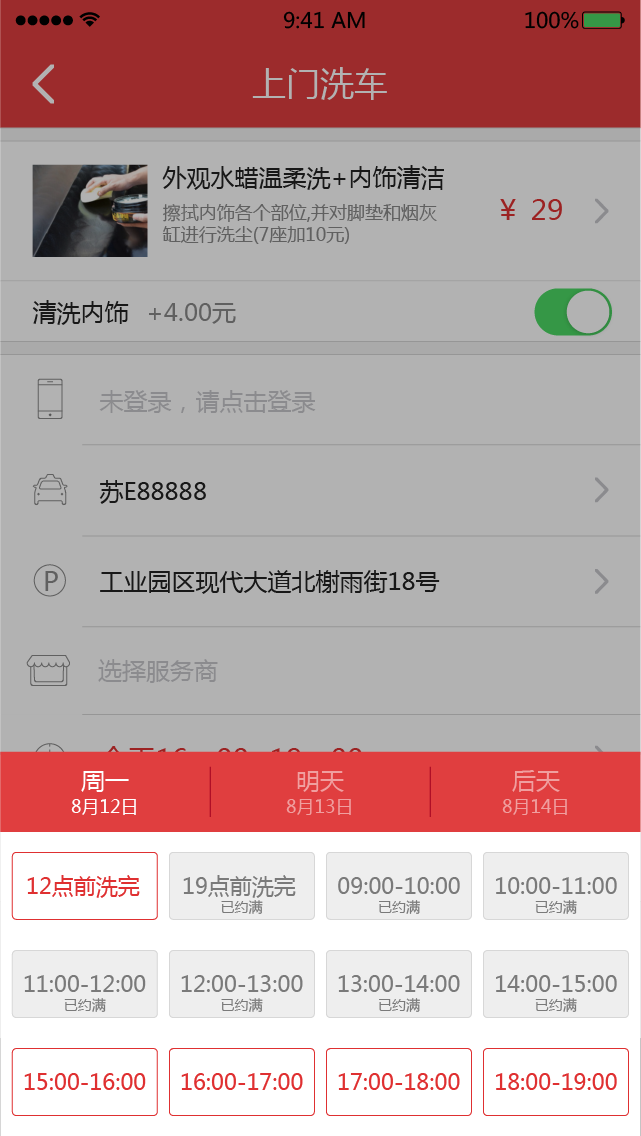 9:41 AM
100%
上门洗车
外观水蜡温柔洗+内饰清洁
擦拭内饰各个部位,并对脚垫和烟灰
缸进行洗尘(7座加10元)
¥ 29
清洗内饰 +4.00元
未登录，请点击登录
苏E88888
P
工业园区现代大道北榭雨街18号
选择服务商
周一
8月12日
明天
8月13日
后天
8月14日
12点前洗完
19点前洗完
已约满
09:00-10:00
已约满
10:00-11:00
已约满
11:00-12:00
已约满
12:00-13:00
已约满
13:00-14:00
已约满
14:00-15:00
已约满
15:00-16:00
16:00-17:00
17:00-18:00
18:00-19:00